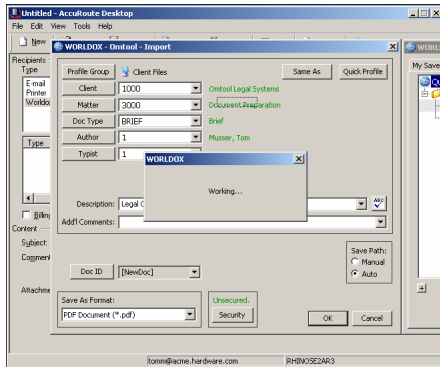 Untitled - AccuRoute Desktop
File Edit View Tools Help
New
WORLDOX - Omtool - Import
WORL
Recipients
Type
E-mail
Printer
Worldox
Profile Group Client Files Same As Quick Profile
My Save
Client 1000 Omtool Legal Systems
Matter 3000 Document Preparation
Doc Type BRIEF Brief
Author 1 Musser, Tom
Typist 1
Type
WORLDOX
Working...
Description: Legal
ABC
Billing
Add'l Comments:
Content
Subject:
Comment
Save Path:
Manual
Auto
Doc ID [NewDoc]
Attachme
Save As Format:
PDF Document (*.pdf)
Unsecured.
Security
OK Cancel
tomm@acme.hardware.com RHINOSE2AR3